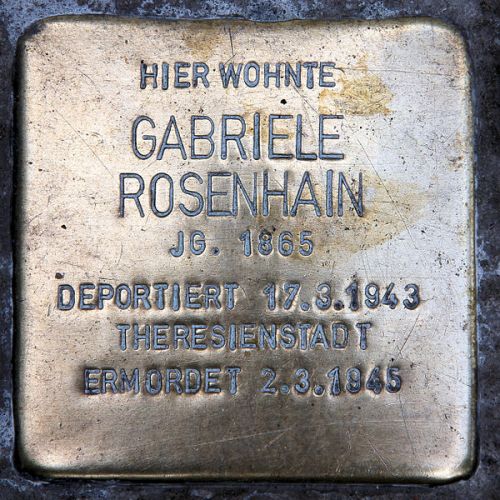 HIER WOHNTE
GABRIELE
ROSENHAIN
JG. 1865
DEPORTIERT 17.3.1943
THERESIENSTADT
ERMORDET 2.3.1945